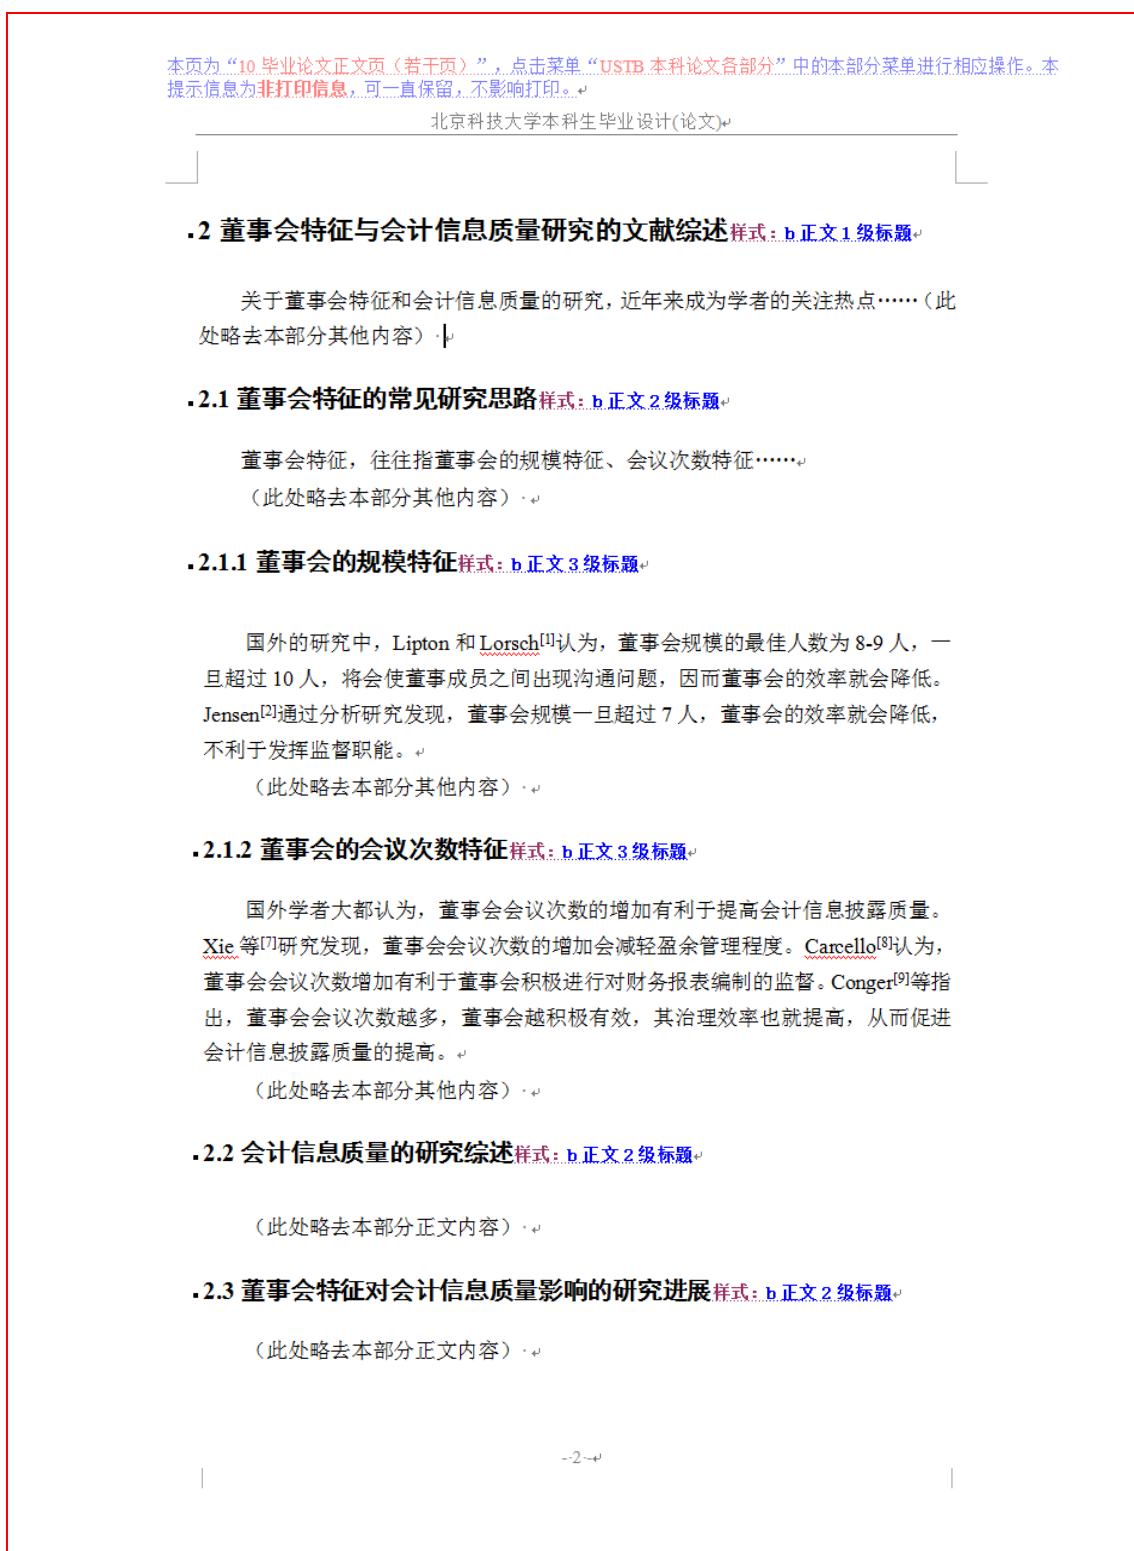 本页为“10 毕业论文正文页（若干页）”，点击菜单“USTB 本科论文各部分”中的本部分菜单进行相应操作。本
提示信息为非打印信息，可一直保留，不影响打印。
北京科技大学本科生毕业设计(论文)
2 董事会特征与会计信息质量研究的文献综述样式：b 正文 1 级标题
关于董事会特征和会计信息质量的研究，近年来成为学者的关注热点……（此
处略去本部分其他内容）
2.1 董事会特征的常见研究思路样式：b 正文 2 级标题
董事会特征，往往指董事会的规模特征、会议次数特征……
（此处略去本部分其他内容）
2.1.1 董事会的规模特征样式：b 正文 3 级标题
国外的研究中，Lipton 和 Lorsch[1]认为，董事会规模的最佳人数为 8-9 人，一
旦超过 10 人，将会使董事成员之间出现沟通问题，因而董事会的效率就会降低。
Jensen[2]通过分析研究发现，董事会规模一旦超过 7 人，董事会的效率就会降低，
不利于发挥监督职能。
（此处略去本部分其他内容）
2.1.2 董事会的会议次数特征样式：b 正文 3 级标题
国外学者大都认为，董事会会议次数的增加有利于提高会计信息披露质量。
Xie 等[7]研究发现，董事会会议次数的增加会减轻盈余管理程度。Carcello[8]认为，
董事会会议次数增加有利于董事会积极进行对财务报表编制的监督。Conger[9]等指
出，董事会会议次数越多，董事会越积极有效，其治理效率也就提高，从而促进
会计信息披露质量的提高。
（此处略去本部分其他内容）
2.2 会计信息质量的研究综述样式：b 正文 2 级标题
（此处略去本部分正文内容）
2.3 董事会特征对会计信息质量影响的研究进展样式：b 正文 2 级标题
（此处略去本部分正文内容）
- 2 -